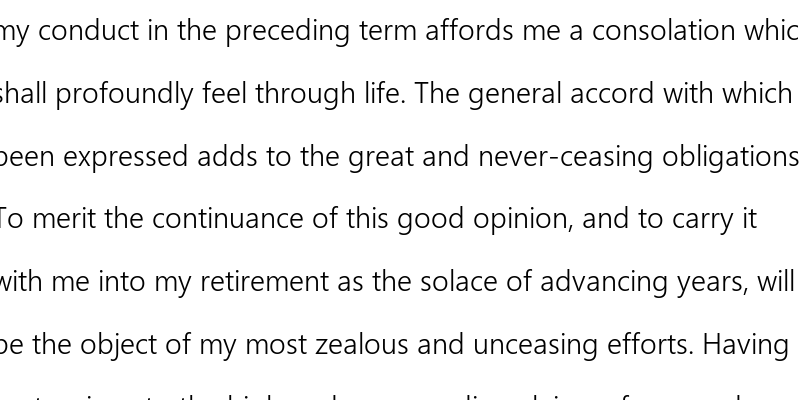 my conduct in the preceding term affords me a consolation whic
shall profoundly feel through life. The general accord with which
been expressed adds to the great and never-ceasing obligations
To merit the continuance of this good opinion, and to carry it
with me into my retirement as the solace of advancing years, will
be the object of my most zealous and unceasing efforts. Having